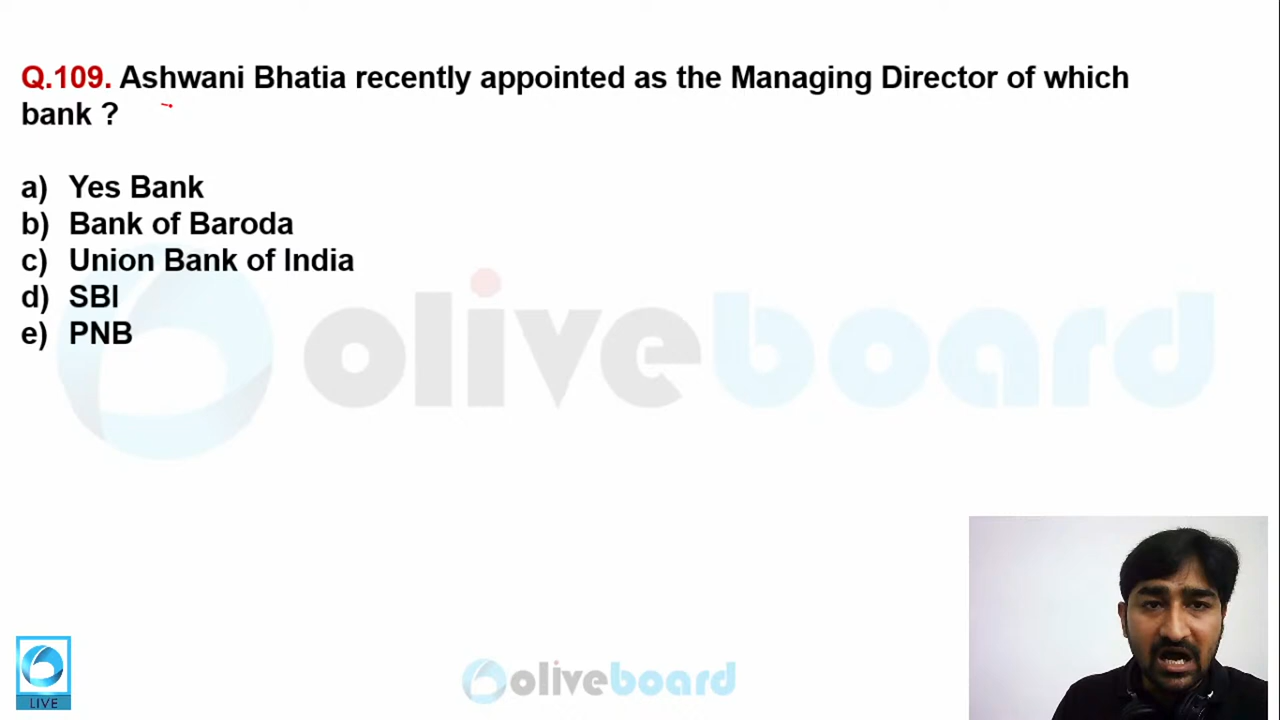 Q.109. Ashwani Bhatia recently appointed as the Managing Director of which
bank ?
a) Yes Bank
b) Bank of Baroda
c) Union Bank of India
d) SBI
e) PNB
oliveboard
LIVE
oliveboard